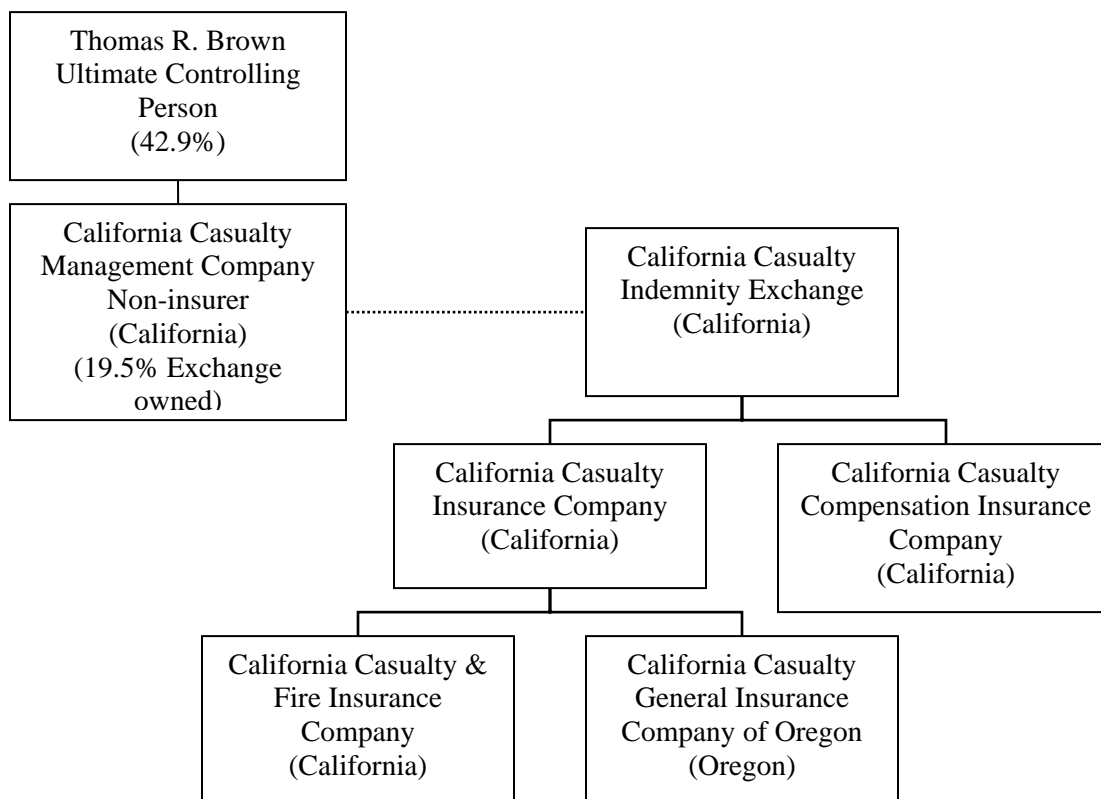 Thomas R. Brown
Ultimate Controlling
Person
(42.9%)
California Casualty
Management Company
Non-insurer
(California)
(19.5% Exchange
owned)
California Casualty
Indemnity Exchange
(California)
California Casualty
Insurance Company
(California)
California Casualty
Compensation Insurance
Company
(California)
California Casualty &
Fire Insurance
Company
(California)
California Casualty
General Insurance
Company of Oregon
(Oregon)